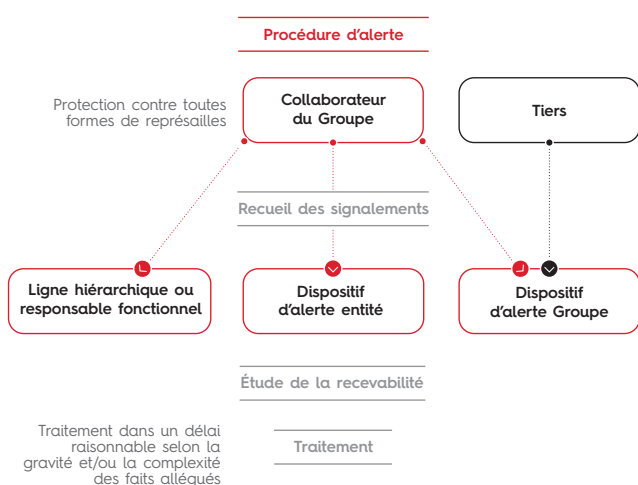 Procédure d'alerte
Protection contre toutes
formes de représailles
Collaborateur
du Groupe
Tiers
Recueil des signalements
Ligne hiérarchique ou
responsable fonctionnel
Dispositif
d'alerte entité
Dispositif
d'alerte Groupe
Étude de la recevabilité
Traitement dans un délai
raisonnable selon la
gravité et/ou la complexité
des faits allégués
Traitement